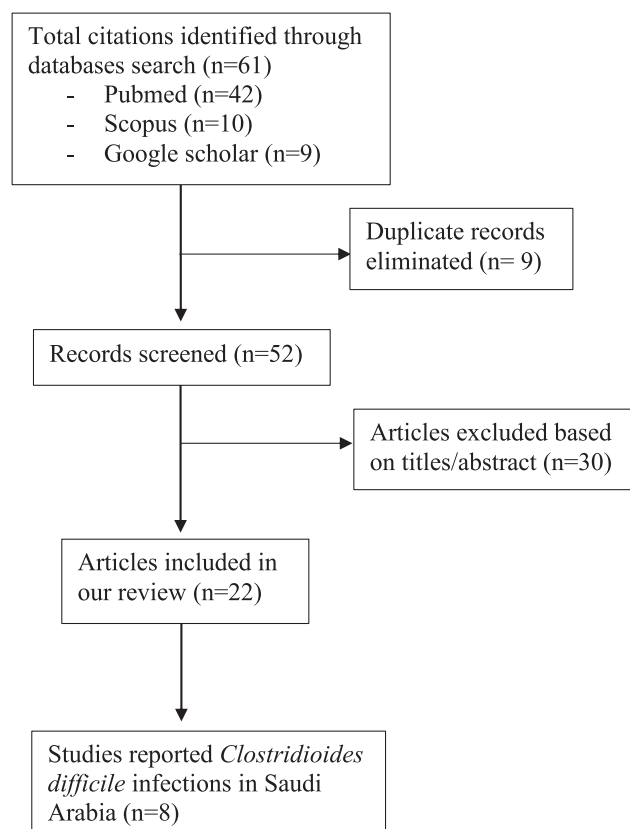 Total citations identified through
databases search (n=61)
- Pubmed (n=42)
- Scopus (n=10)
- Google scholar (n=9)
Duplicate records
eliminated (n= 9)
Records screened (n=52)
Articles excluded based
on titles/abstract (n=30)
Articles included in
our review (n=22)
Studies reported Clostridioides
difficile infections in Saudi
Arabia (n=8)